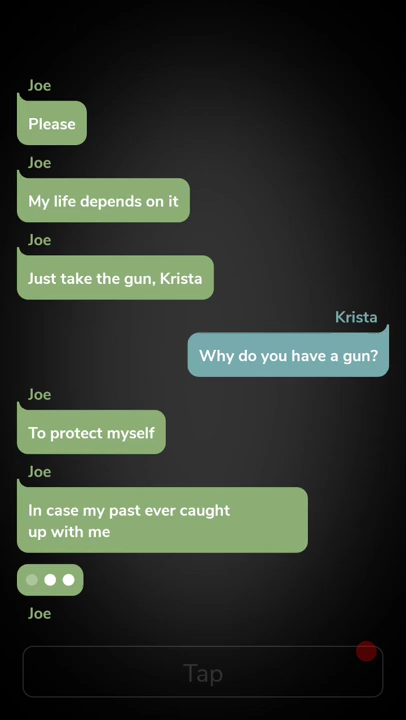 Joe
Please
Joe
My life depends on it
Joe
Just take the gun, Krista
Krista
Why do you have a gun?
Joe
To protect myself
Joe
In case my past ever caught
up with me
Joe
Tap